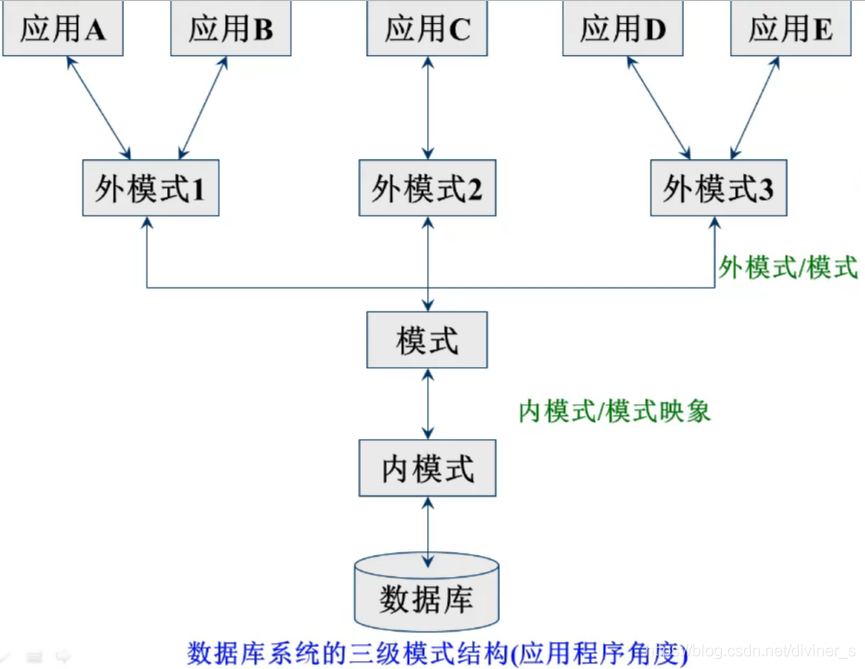 应用A 应用B 应用C 应用D 应用E
外模式1 外模式2 外模式3
外模式/模式
模式
内模式/模式映象
内模式
数据库
数据库系统的三级模式结构(应用程序角度)
blog.csdn.net/diviner_s